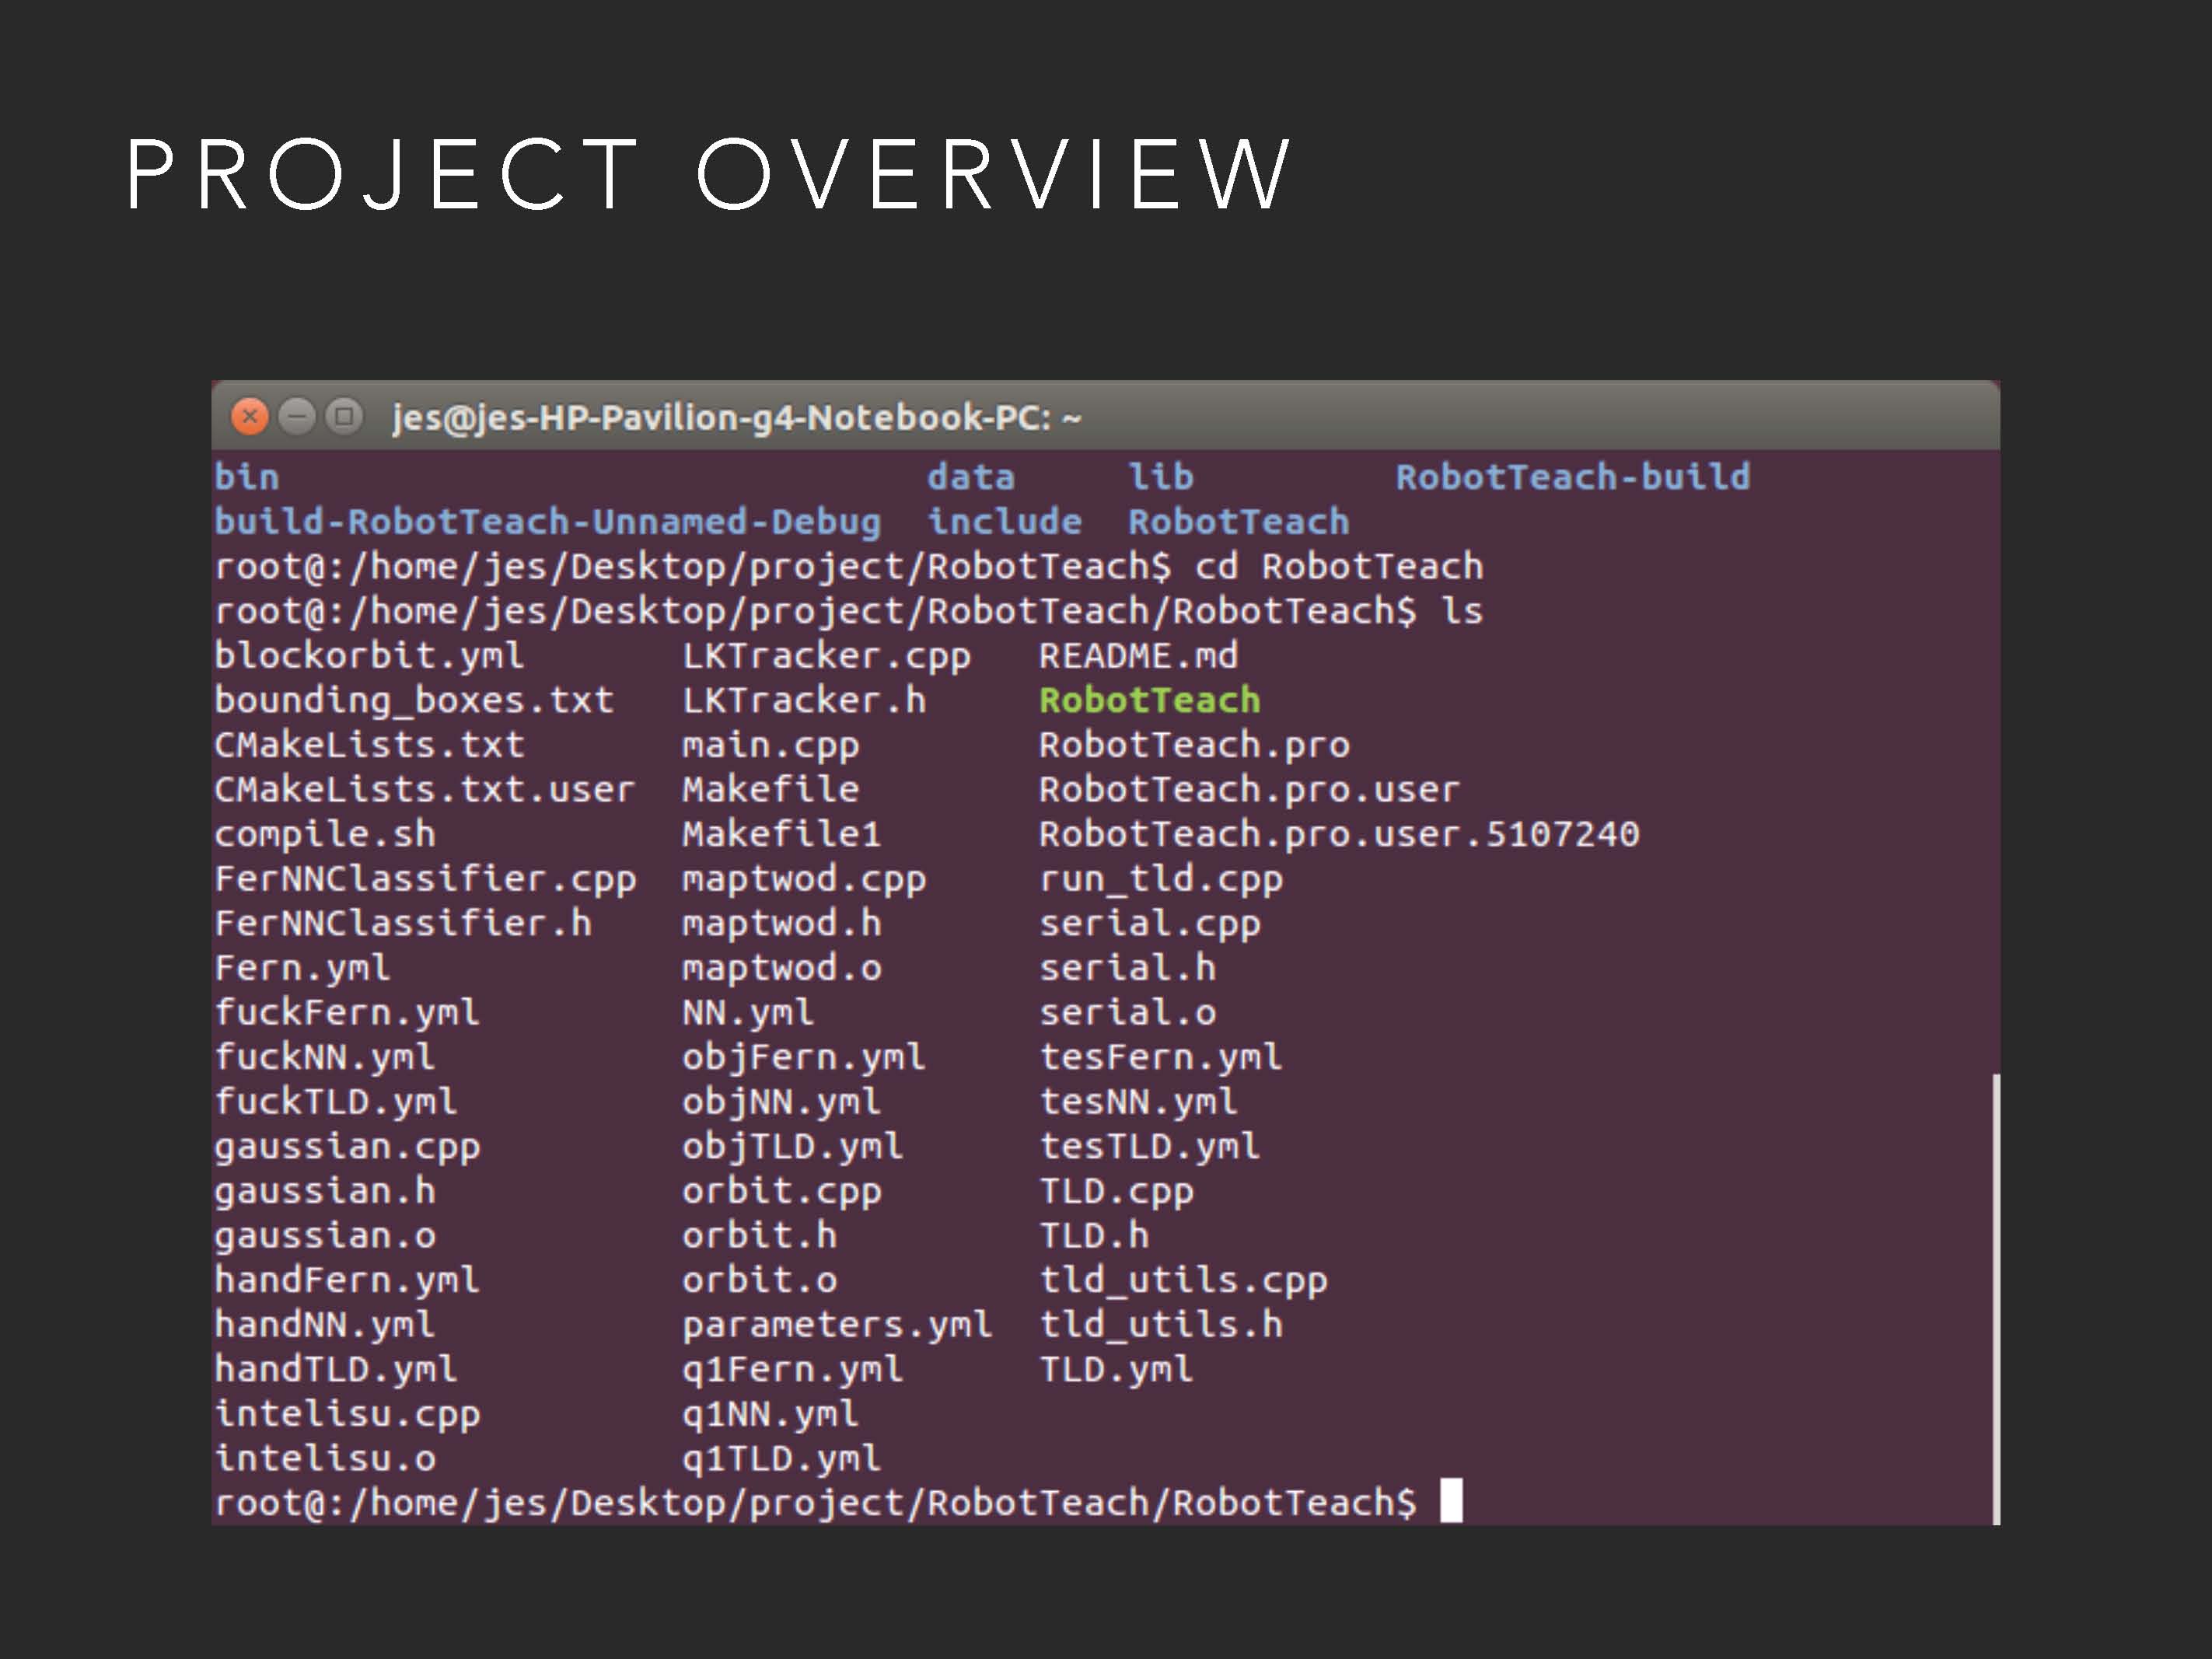 PROJECT OVERVIEW
jes@jes-HP-Pavilion-g4-Notebook-PC: ~
bin data lib RobotTeach-build
build-RobotTeach-Unnamed-Debug include RobotTeach
root@:/home/jes/Desktop/project/RobotTeach$ cd RobotTeach
root@:/home/jes/Desktop/project/RobotTeach/RobotTeach$ ls
blockorbit.yml LKTracker.cpp README.md
bounding_boxes.txt LKTracker.h RobotTeach
CMakeLists.txt main.cpp RobotTeach.pro
CMakeLists.txt.user Makefile RobotTeach.pro.user
compile.sh Makefile1 RobotTeach.pro.user.5107240
FerNNClassifier.cpp maptwod.cpp run_tld.cpp
FerNNClassifier.h maptwod.h serial.cpp
Fern.yml maptwod.o serial.h
fuckFern.yml NN.yml serial.o
fuckNN.yml objFern.yml tesFern.yml
fuckTLD.yml objNN.yml tesNN.yml
gaussian.cpp objTLD.yml tesTLD.yml
gaussian.h orbit.cpp TLD.cpp
gaussian.o orbit.h TLD.h
handFern.yml orbit.o tld_utils.cpp
handNN.yml parameters.yml tld_utils.h
handTLD.yml q1Fern.yml TLD.yml
intelisu.cpp q1NN.yml
intelisu.o q1TLD.yml
root@:/home/jes/Desktop/project/RobotTeach/RobotTeach$